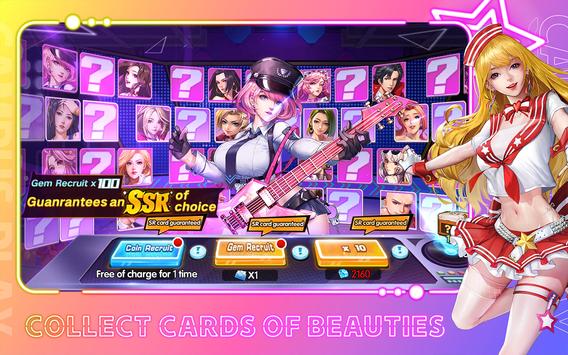 Gem Recruit x 100
Guanrantees an SSR of choice
SR card guaranteed
SR card guaranteed
SR card guaranteed
Coin Recruit
Gem Recruit
x 10
Free of charge for 1 time
X1
2160
COLLECT CARDS OF BEAUTIES